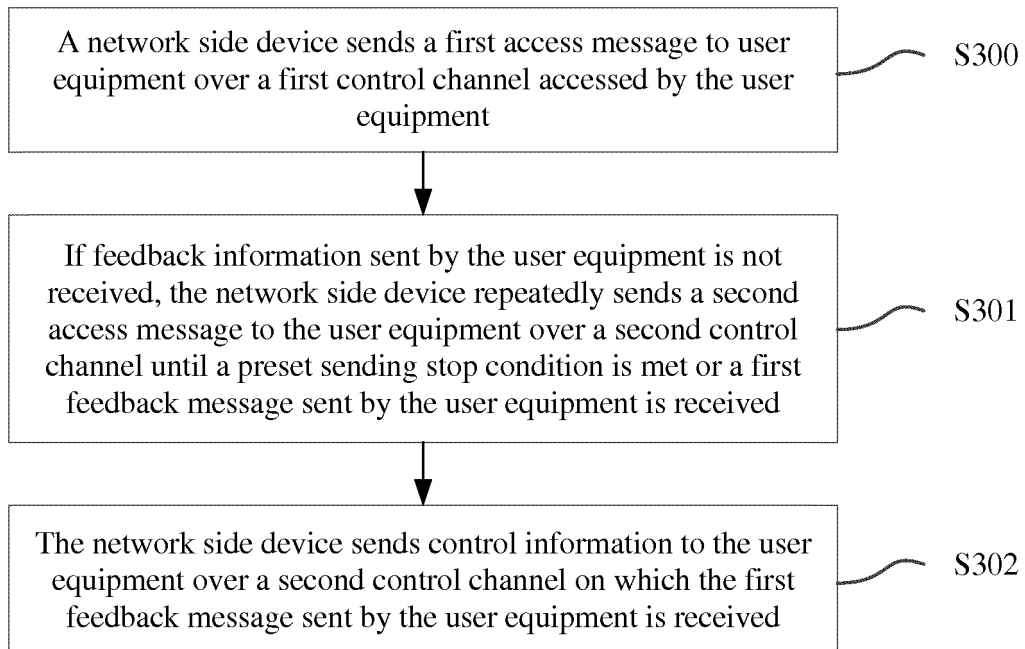 A network side device sends a first access message to user
equipment over a first control channel accessed by the user
equipment
S300
If feedback information sent by the user equipment is not
received, the network side device repeatedly sends a second
access message to the user equipment over a second control
channel until a preset sending stop condition is met or a first
feedback message sent by the user equipment is received
S301
The network side device sends control information to the user
equipment over a second control channel on which the first
feedback message sent by the user equipment is received
S302